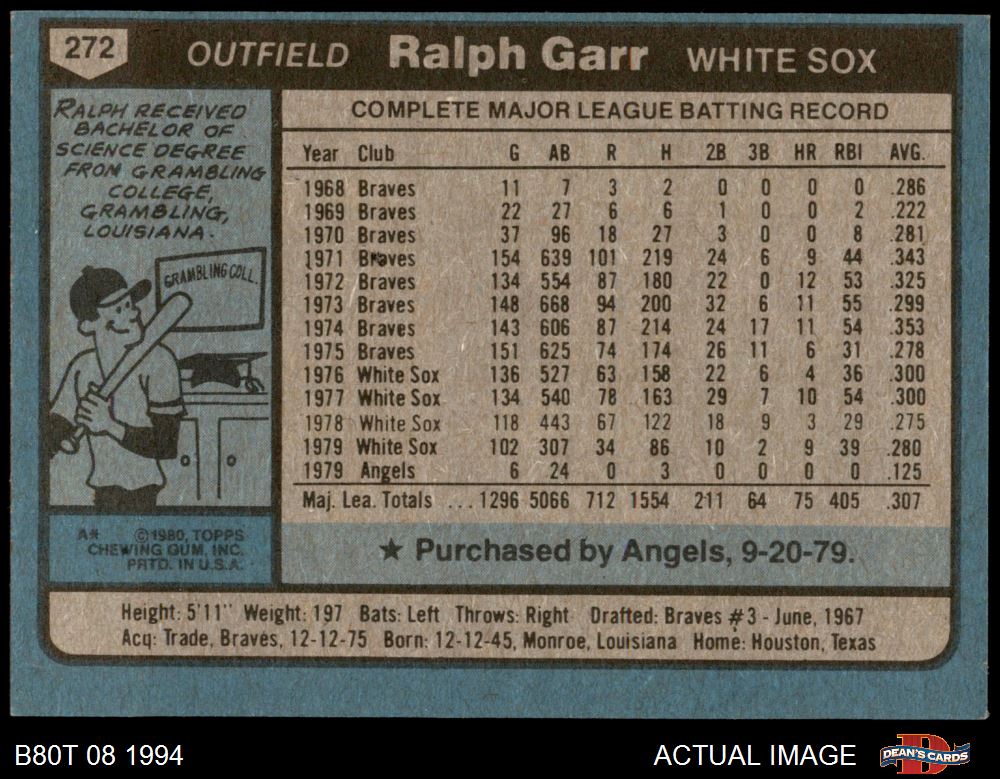 272 OUTFIELD Ralph Garr WHITE SOX
RALPH RECEIVED
BACHELOR OF
SCIENCE DEGREE
FROM GRAMBLING
COLLEGE,
GRAMBLING,
LOUISIANA.
GRAMBLING COLL.
COMPLETE MAJOR LEAGUE BATTING RECORD
Year Club G AB R H 2B 3B HR RBI AVG.
1968 Braves 11 7 3 2 0 0 0 0 .286
1969 Braves 22 27 6 6 1 0 0 2 .222
1970 Braves 37 96 18 27 3 0 0 8 .281
1971 Braves 154 639 101 219 24 6 9 44 .343
1972 Braves 134 554 87 180 22 0 12 53 .325
1973 Braves 148 668 94 200 32 6 11 55 .299
1974 Braves 143 606 87 214 24 17 11 54 .353
1975 Braves 151 625 74 174 26 11 6 31 .278
1976 White Sox 136 527 63 158 22 6 4 36 .300
1977 White Sox 134 540 78 163 29 7 10 54 .300
1978 White Sox 118 443 67 122 18 9 3 29 .275
1979 White Sox 102 307 34 86 10 2 9 39 .280
1979 Angels 6 24 0 3 0 0 0 0 .125
Maj. Lea. Totals ... 1296 5066 712 1554 211 64 75 405 .307
★ Purchased by Angels, 9-20-79.
A* ©1980, TOPPS
CHEWING GUM, INC.
PRTD. IN U.S.A.
Height: 5'11" Weight: 197 Bats: Left Throws: Right Drafted: Braves #3 - June, 1967
Acq: Trade, Braves, 12-12-75 Born: 12-12-45, Monroe, Louisiana Home: Houston, Texas
B80T 08 1994 ACTUAL IMAGE
D
DEAN'S CARDS